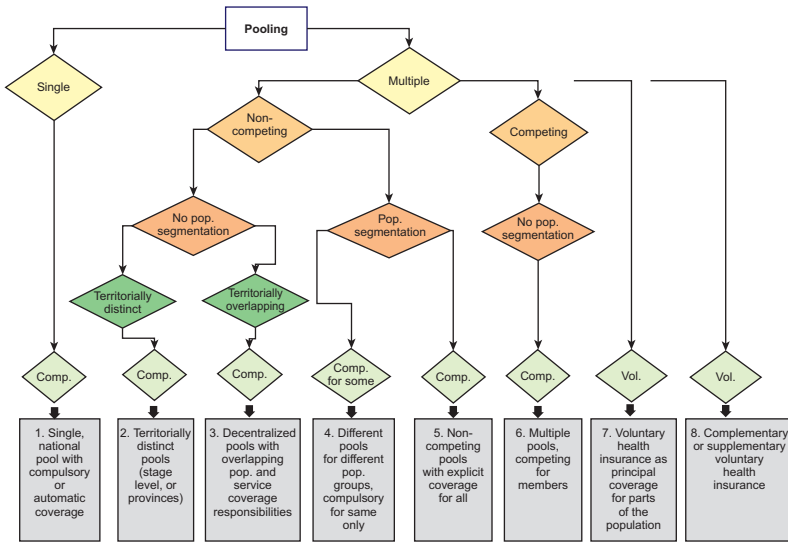 Pooling
Single
Multiple
Non-
competing
Competing
No pop.
segmentation
Pop.
segmentation
No pop.
segmentation
Territorially
distinct
Territorially
overlapping
Comp.
Comp.
Comp.
Comp.
for some
Comp.
Comp.
Vol.
Vol.
1. Single,
national
pool with
compulsory
or
automatic
coverage
2. Territorially
distinct
pools
(stage
level, or
provinces)
3. Decentralized
pools with
overlapping
pop. and
service
coverage
responsibilities
4. Different
pools
for different
pop.
groups,
compulsory
for same
only
5. Non-
competing
pools
with explicit
coverage
for all
6. Multiple
pools,
competing
for
members
7. Voluntary
health
insurance as
principal
coverage
for parts
of the
population
8. Complementary
or supplementary
voluntary
health
insurance